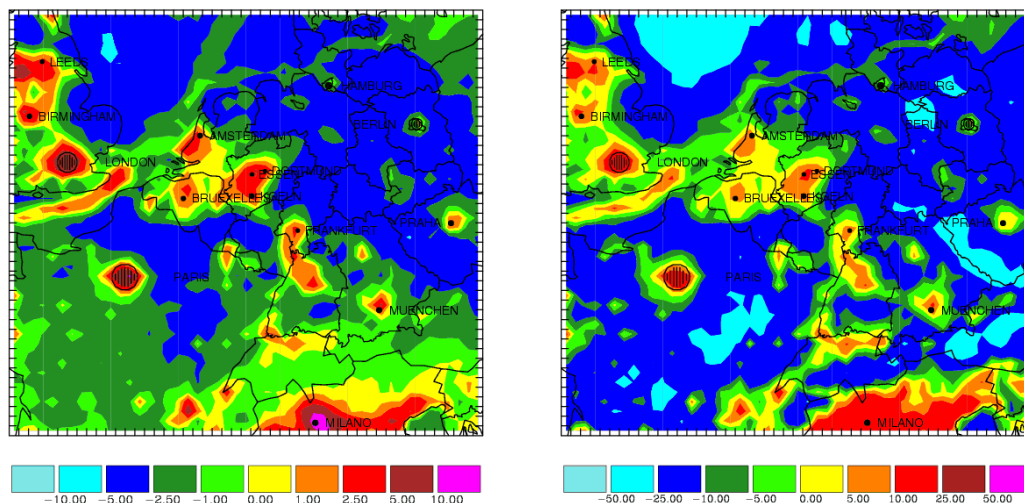 LEEDS
HAMBURG
BIRMINGHAM
BERLIN
AMSTERDAM
LONDON
ESSEN
BRUEXELLES
PRAHA
FRANKFURT
PARIS
MUENCHEN
MILANO
−10.00 −5.00 −2.50 −1.00 0.00 1.00 2.50 5.00 10.00
LEEDS
HAMBURG
BIRMINGHAM
BERLIN
AMSTERDAM
LONDON
ESSEN
BRUEXELLES
PRAHA
FRANKFURT
PARIS
MUENCHEN
MILANO
−50.00 −25.00 −10.00 −5.00 0.00 5.00 10.00 25.00 50.00